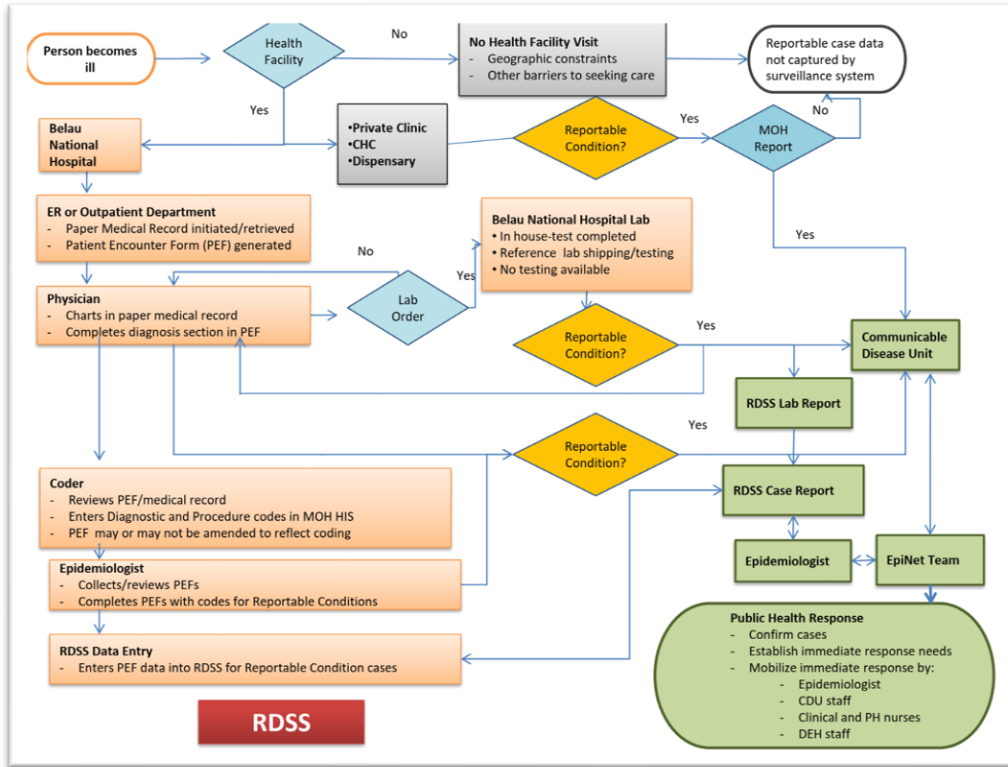 Person becomes
ill
Health
Facility
No
No Health Facility Visit
- Geographic constraints
- Other barriers to seeking care
Reportable case data
not captured by
surveillance system
Yes
Belau
National
Hospital
•Private Clinic
•CHC
•Dispensary
Reportable
Condition?
Yes
MOH
Report
No
ER or Outpatient Department
- Paper Medical Record initiated/retrieved
- Patient Encounter Form (PEF) generated
Belau National Hospital Lab
• In house-test completed
• Reference lab shipping/testing
• No testing available
Yes
No
Yes
Physician
- Charts in paper medical record
- Completes diagnosis section in PEF
Lab
Order
Reportable
Condition?
Yes
Communicable
Disease Unit
RDSS Lab Report
Reportable
Condition?
Yes
Coder
- Reviews PEF/medical record
- Enters Diagnostic and Procedure codes in MOH HIS
- PEF may or may not be amended to reflect coding
RDSS Case Report
Epidemiologist
- Collects/reviews PEFs
- Completes PEFs with codes for Reportable Conditions
Epidemiologist
EpiNet Team
RDSS Data Entry
- Enters PEF data into RDSS for Reportable Condition cases
Public Health Response
- Confirm cases
- Establish immediate response needs
- Mobilize immediate response by:
- Epidemiologist
- CDU staff
- Clinical and PH nurses
- DEH staff
RDSS